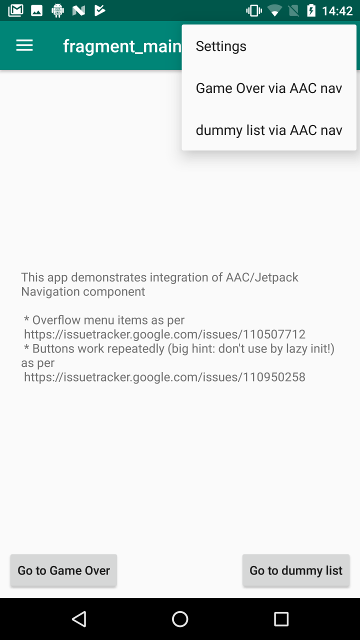 14:42
fragment_main
Settings
Game Over via AAC nav
dummy list via AAC nav
This app demonstrates integration of AAC/Jetpack
Navigation component
* Overflow menu items as per
https://issuetracker.google.com/issues/110507712
* Buttons work repeatedly (big hint: don't use by lazy init!)
as per
https://issuetracker.google.com/issues/110950258
Go to Game Over
Go to dummy list